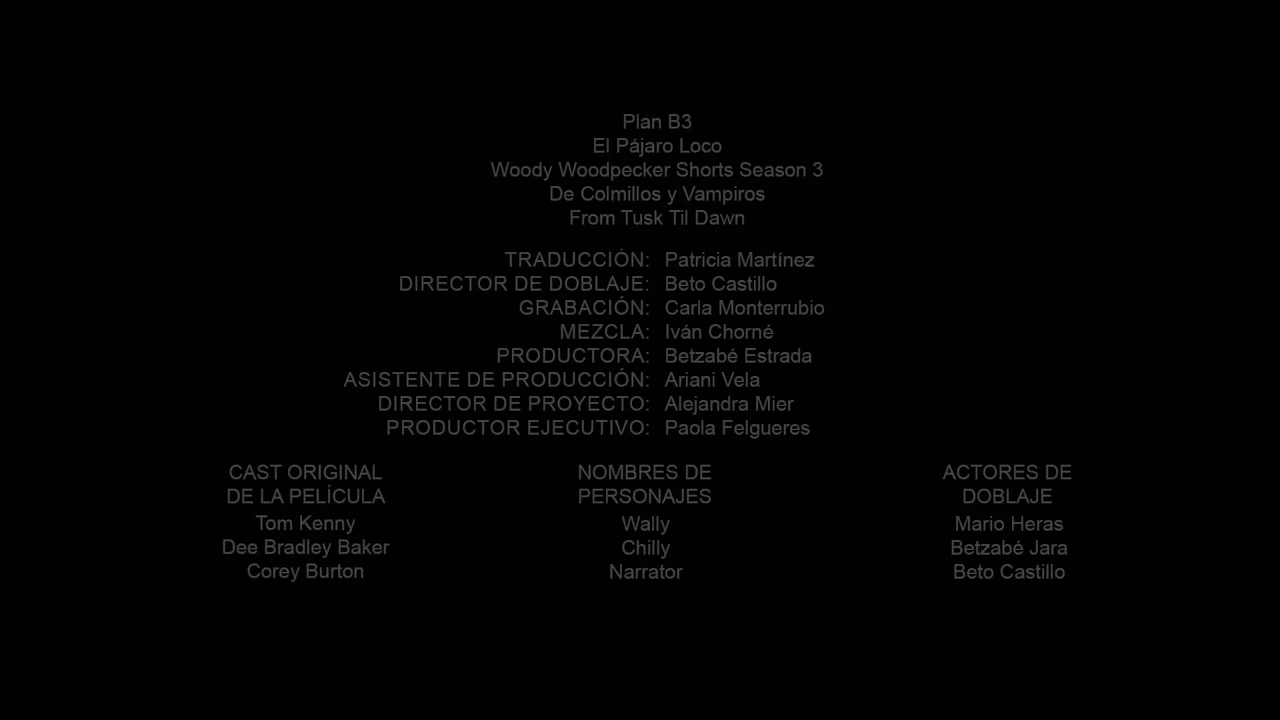 Plan B3
El Pájaro Loco
Woody Woodpecker Shorts Season 3
De Colmillos y Vampiros
From Tusk Til Dawn
TRADUCCIÓN: Patricia Martínez
DIRECTOR DE DOBLAJE: Beto Castillo
GRABACIÓN: Carla Monterrubio
MEZCLA: Iván Chorné
PRODUCTORA: Betzabé Estrada
ASISTENTE DE PRODUCCIÓN: Ariani Vela
DIRECTOR DE PROYECTO: Alejandra Mier
PRODUCTOR EJECUTIVO: Paola Felgueres
CAST ORIGINAL NOMBRES DE ACTORES DE
DE LA PELÍCULA PERSONAJES DOBLAJE
Tom Kenny Wally Mario Heras
Dee Bradley Baker Chilly Betzabé Jara
Corey Burton Narrator Beto Castillo